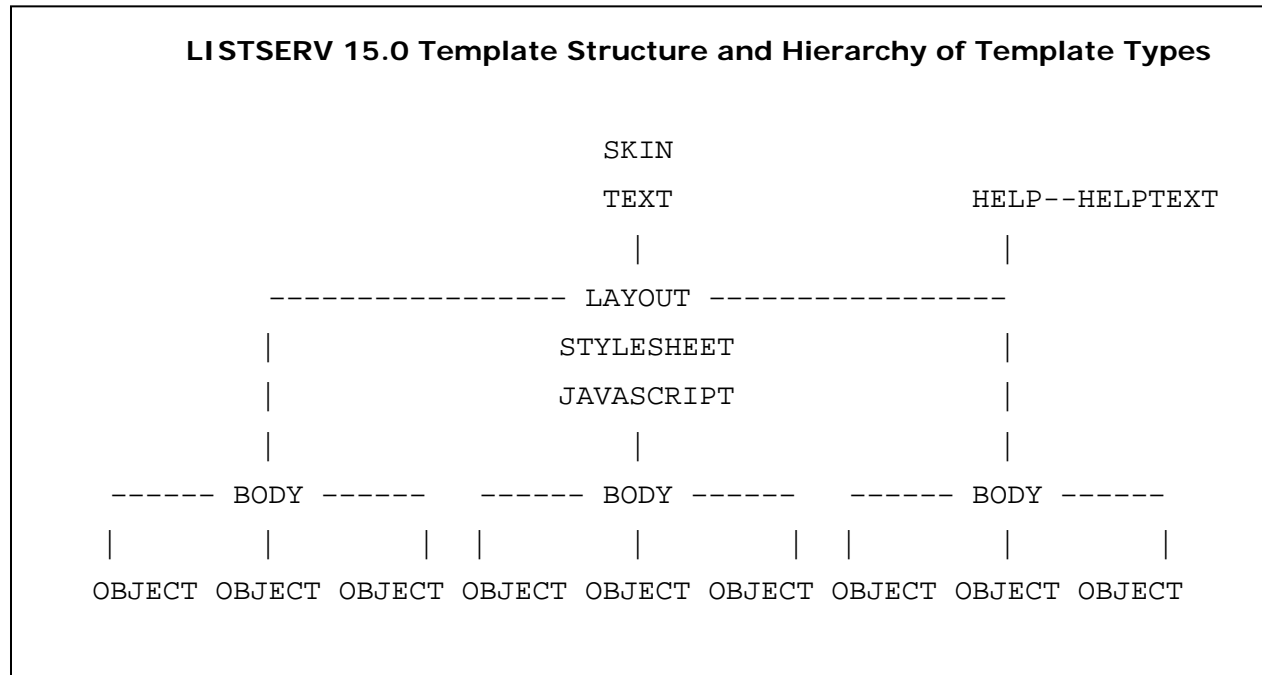 LISTSERV 15.0 Template Structure and Hierarchy of Template Types
SKIN
TEXT HELP--HELPTEXT
| |
----------------- LAYOUT -----------------
| STYLESHEET |
| JAVASCRIPT |
| | |
------ BODY ------ ------ BODY ------ ------ BODY ------
| | | | | | | | |
OBJECT OBJECT OBJECT OBJECT OBJECT OBJECT OBJECT OBJECT OBJECT